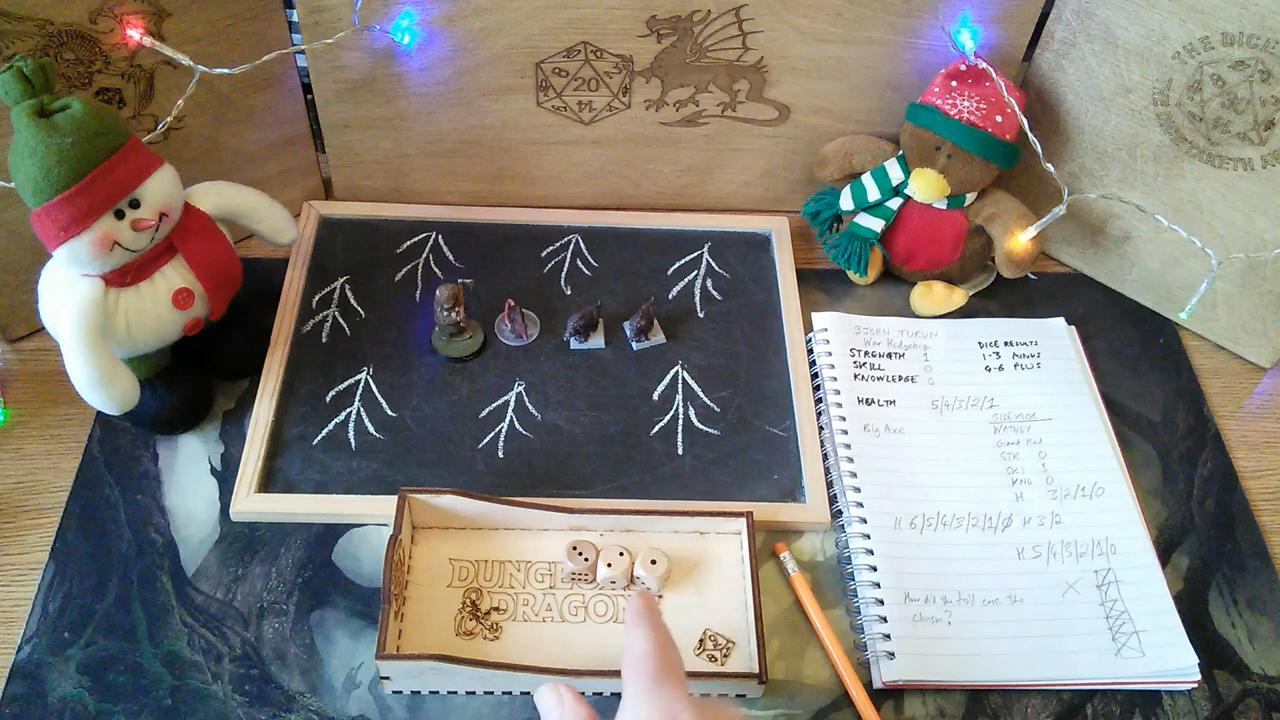 20
THE DICE
BJORN TURUN
War Hedgehog
STRENGTH 1
SKILL 0
KNOWLEDGE 0
DICE RESULTS
1-3 MINUS
4-6 PLUS
HEALTH 5/4/3/2/1
Big Axe
WATNEY
Giant Rat
STR 0
SKI 1
KNO 0
H 3/2/1/0
H 6/5/4/3/2/1/0 H 3/2
H 5/4/3/2/1/0
How did the troll cross the
chasm?
X
DUNGEO
DRAGON